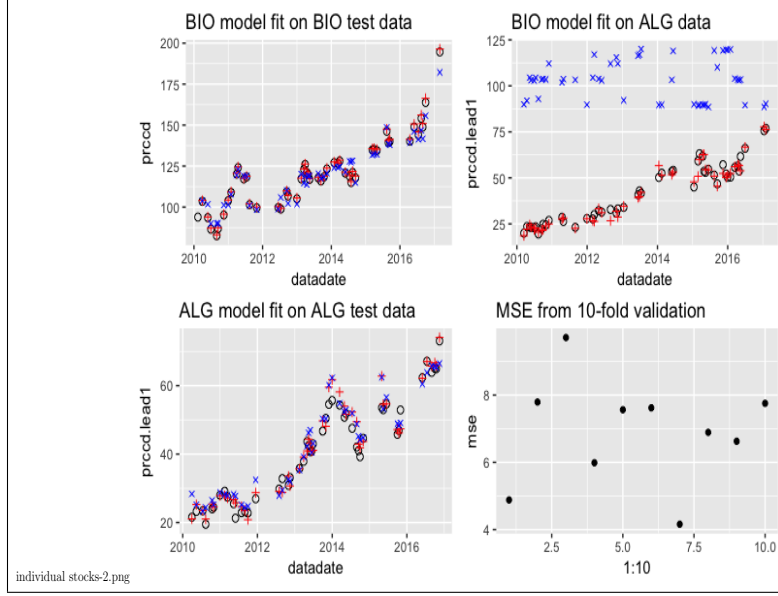 BIO model fit on BIO test data
200
175
150
125
100
prccd
2010
2012
2014
2016
datadate
BIO model fit on ALG data
125
100
75
50
25
prccd.lead1
2010
2012
2014
2016
datadate
ALG model fit on ALG test data
60
40
20
prccd.lead1
2010
2012
2014
2016
datadate
MSE from 10-fold validation
8
6
4
mse
2.5
5.0
7.5
10.0
1:10
individual stocks-2.png